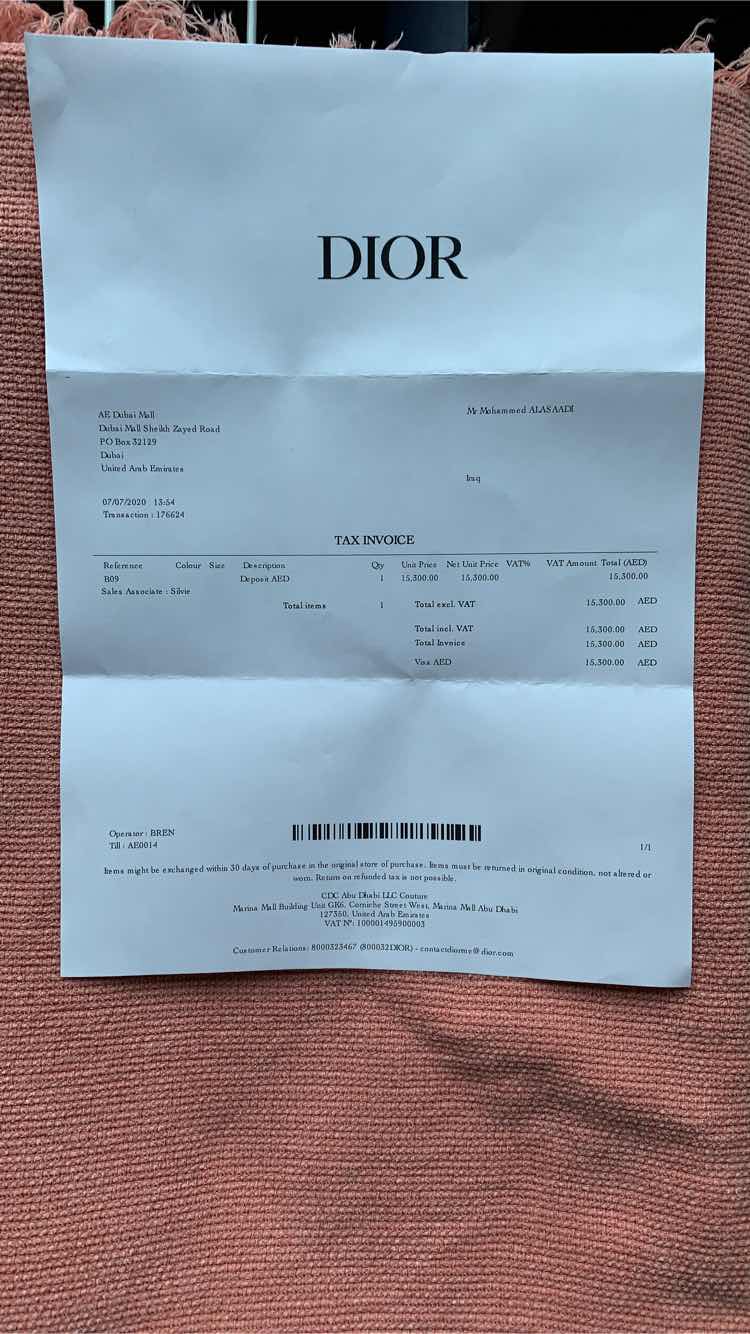 DIOR
AE Dubai Mall
Dubai Mall Sheikh Zayed Road
PO Box 32129
Dubai
United Arab Emirates
Mr Mohammed ALASAADI
Iraq
07/07/2020 13:54
Transaction : 176624
TAX INVOICE
Reference Colour Size Description Qty Unit Price Net Unit Price VAT% VAT Amount Total (AED)
B09 Deposit AED 1 15,300.00 15,300.00 15,300.00
Sales Associate : Silvie
Total items 1 Total excl. VAT 15,300.00 AED
Total incl. VAT 15,300.00 AED
Total Invoice 15,300.00 AED
Visa AED 15,300.00 AED
Operator : BREN
Till : AE0014
1/1
Items might be exchanged within 30 days of purchase in the original store of purchase. Items must be returned in original condition, not altered or
worn. Return on refunded tax is not possible.
CDC Abu Dhabi LLC Couture
Marina Mall Building Unit GK6, Corniche Street West, Marina Mall Abu Dhabi
127350, United Arab Emirates
VAT N°: 100001495900003
Customer Relations: 8000323467 (800032DIOR) - contactdiorme@dior.com